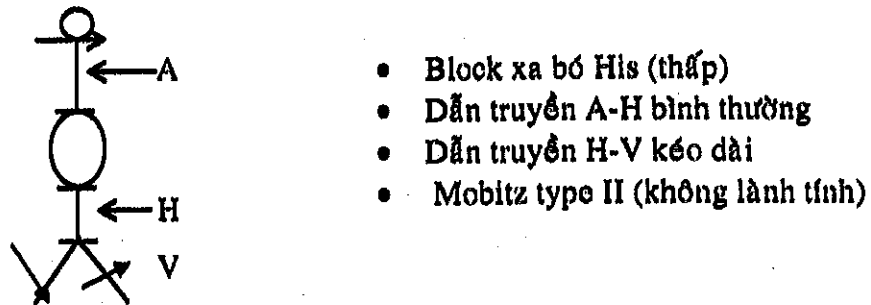 A
H
V
• Block xa bó His (thấp)
• Dẫn truyền A-H bình thường
• Dẫn truyền H-V kéo dài
• Mobitz type II (không lành tính)